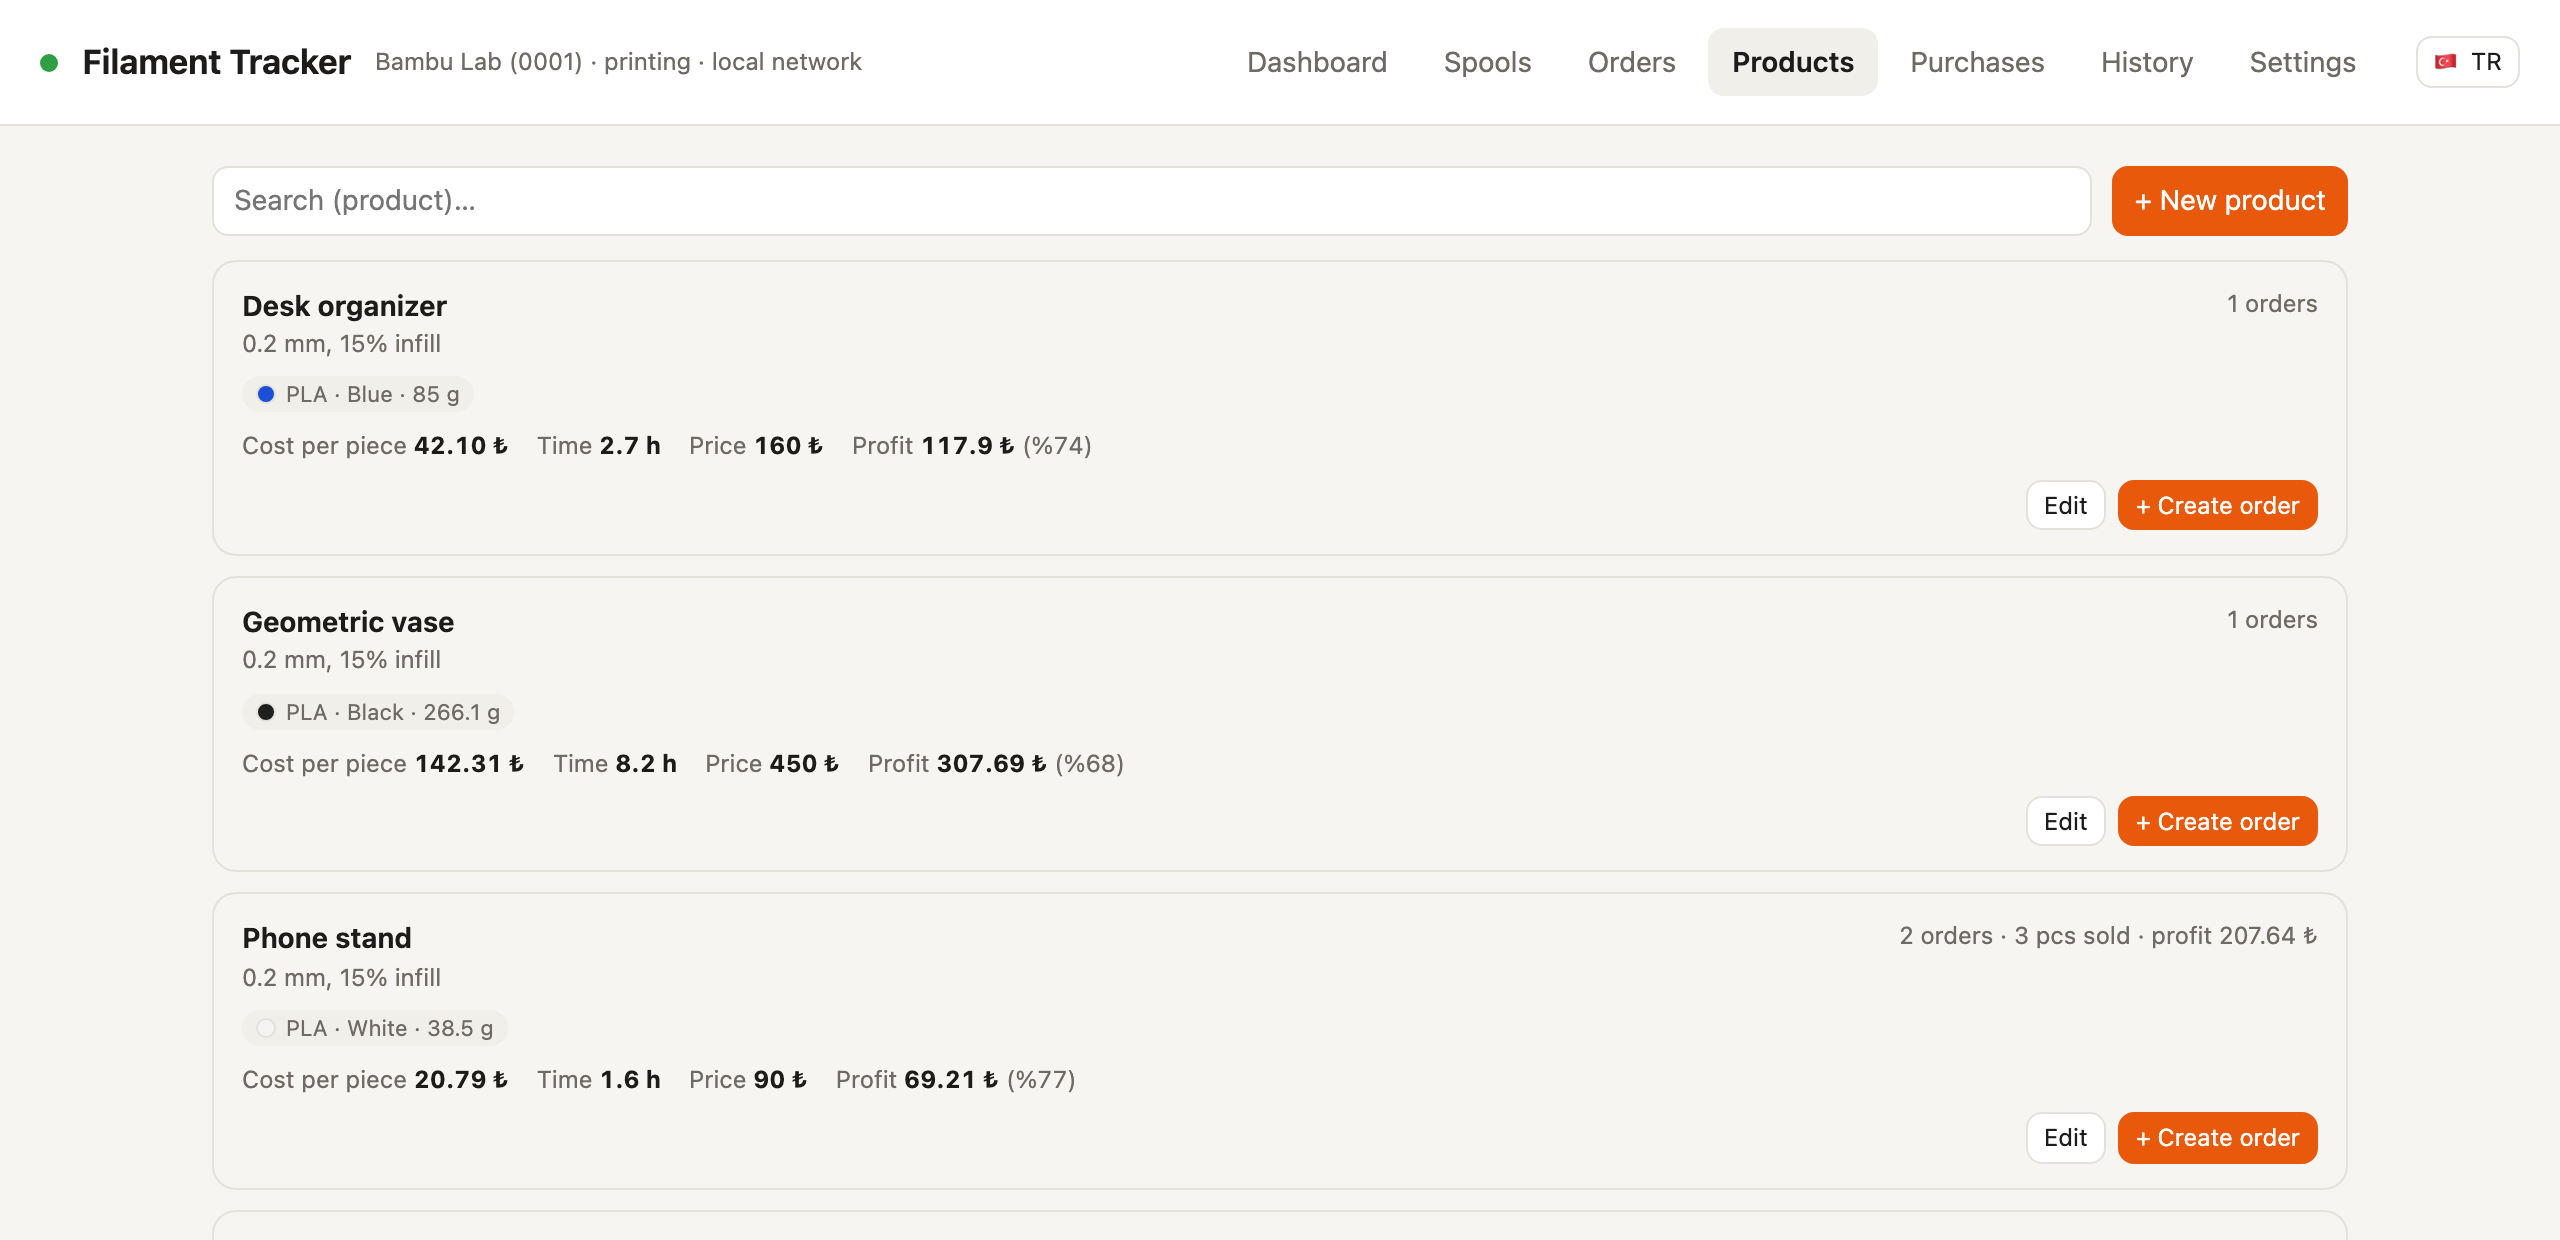 Filament Tracker Bambu Lab (0001) · printing · local network Dashboard Spools Orders Products Purchases History Settings 🇹🇷 TR
Search (product)... + New product
Desk organizer 1 orders
0.2 mm, 15% infill
PLA · Blue · 85 g
Cost per piece 42.10 ₺ Time 2.7 h Price 160 ₺ Profit 117.9 ₺ (%74)
Edit + Create order
Geometric vase 1 orders
0.2 mm, 15% infill
PLA · Black · 266.1 g
Cost per piece 142.31 ₺ Time 8.2 h Price 450 ₺ Profit 307.69 ₺ (%68)
Edit + Create order
Phone stand 2 orders · 3 pcs sold · profit 207.64 ₺
0.2 mm, 15% infill
PLA · White · 38.5 g
Cost per piece 20.79 ₺ Time 1.6 h Price 90 ₺ Profit 69.21 ₺ (%77)
Edit + Create order